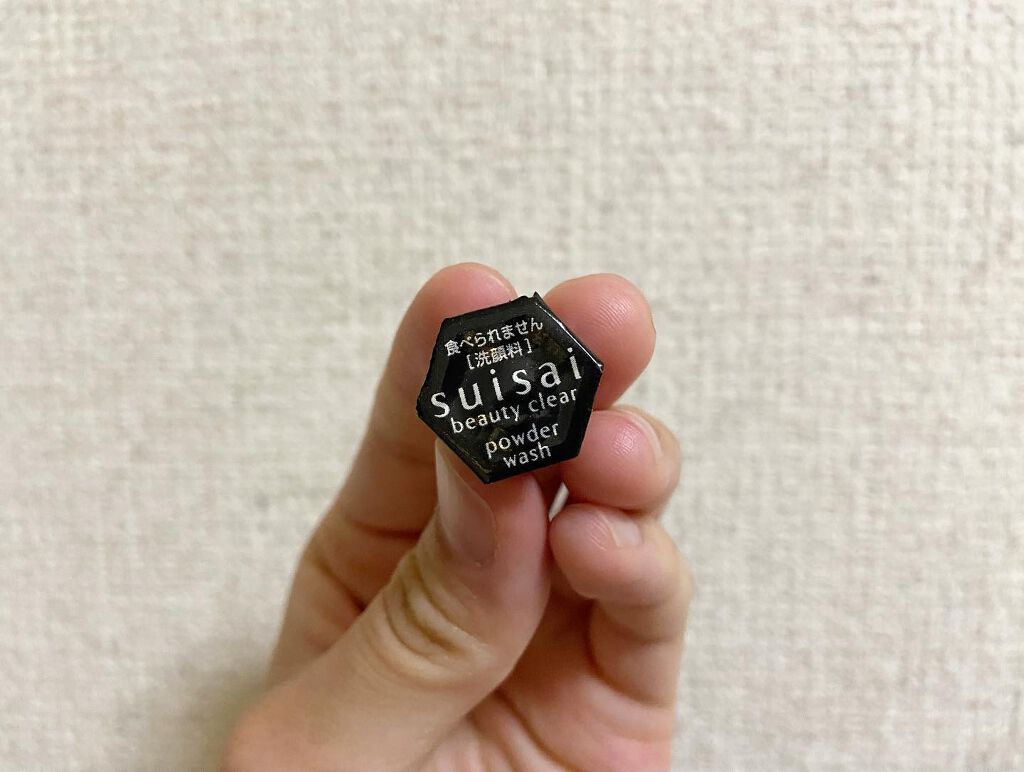 食べられません
[洗顔料]
suisai
beauty clear
powder
wash